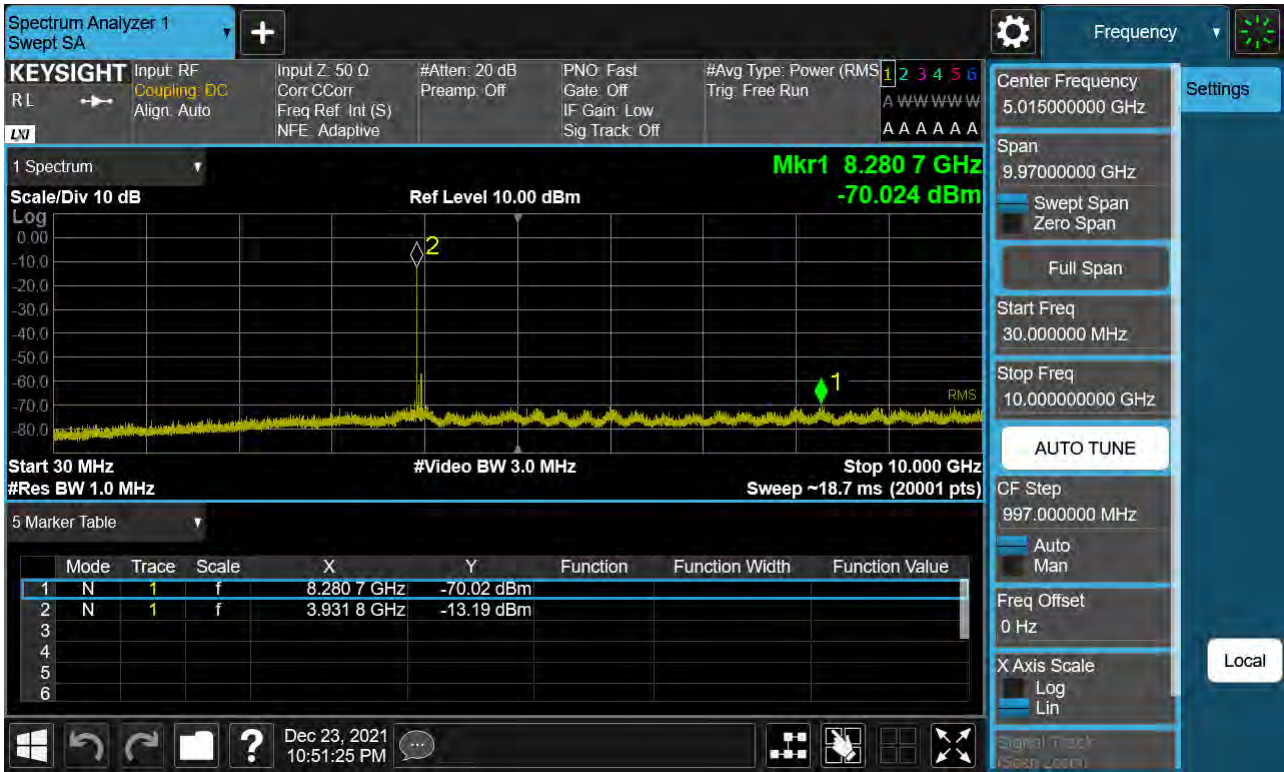 Spectrum Analyzer 1
Swept SA
+
Frequency
KEYSIGHT
RL
LXI
Input: RF
Coupling: DC
Align: Auto
Input Z: 50 Ω
Corr CCorr
Freq Ref: Int (S)
NFE: Adaptive
#Atten: 20 dB
Preamp: Off
PNO: Fast
Gate: Off
IF Gain: Low
Sig Track: Off
#Avg Type: Power (RMS
Trig: Free Run
1 2 3 4 5 6
A W W W W W
A A A A A A
1 Spectrum
Scale/Div 10 dB
Ref Level 10.00 dBm
Mkr1 8.280 7 GHz
-70.024 dBm
Log
0.00
-10.0
-20.0
-30.0
-40.0
-50.0
-60.0
-70.0
-80.0
2
1
RMS
Start 30 MHz
#Res BW 1.0 MHz
#Video BW 3.0 MHz
Stop 10.000 GHz
Sweep ~18.7 ms (20001 pts)
5 Marker Table
Mode Trace Scale X Y Function Function Width Function Value
1 N 1 f 8.280 7 GHz -70.02 dBm
2 N 1 f 3.931 8 GHz -13.19 dBm
3
4
5
6
Center Frequency
5.015000000 GHz
Span
9.97000000 GHz
Swept Span
Zero Span
Full Span
Start Freq
30.000000 MHz
Stop Freq
10.000000000 GHz
AUTO TUNE
CF Step
997.000000 MHz
Auto
Man
Freq Offset
0 Hz
X Axis Scale
Log
Lin
Signal Track
(Span Zoom)
Settings
Local
?
Dec 23, 2021
10:51:25 PM